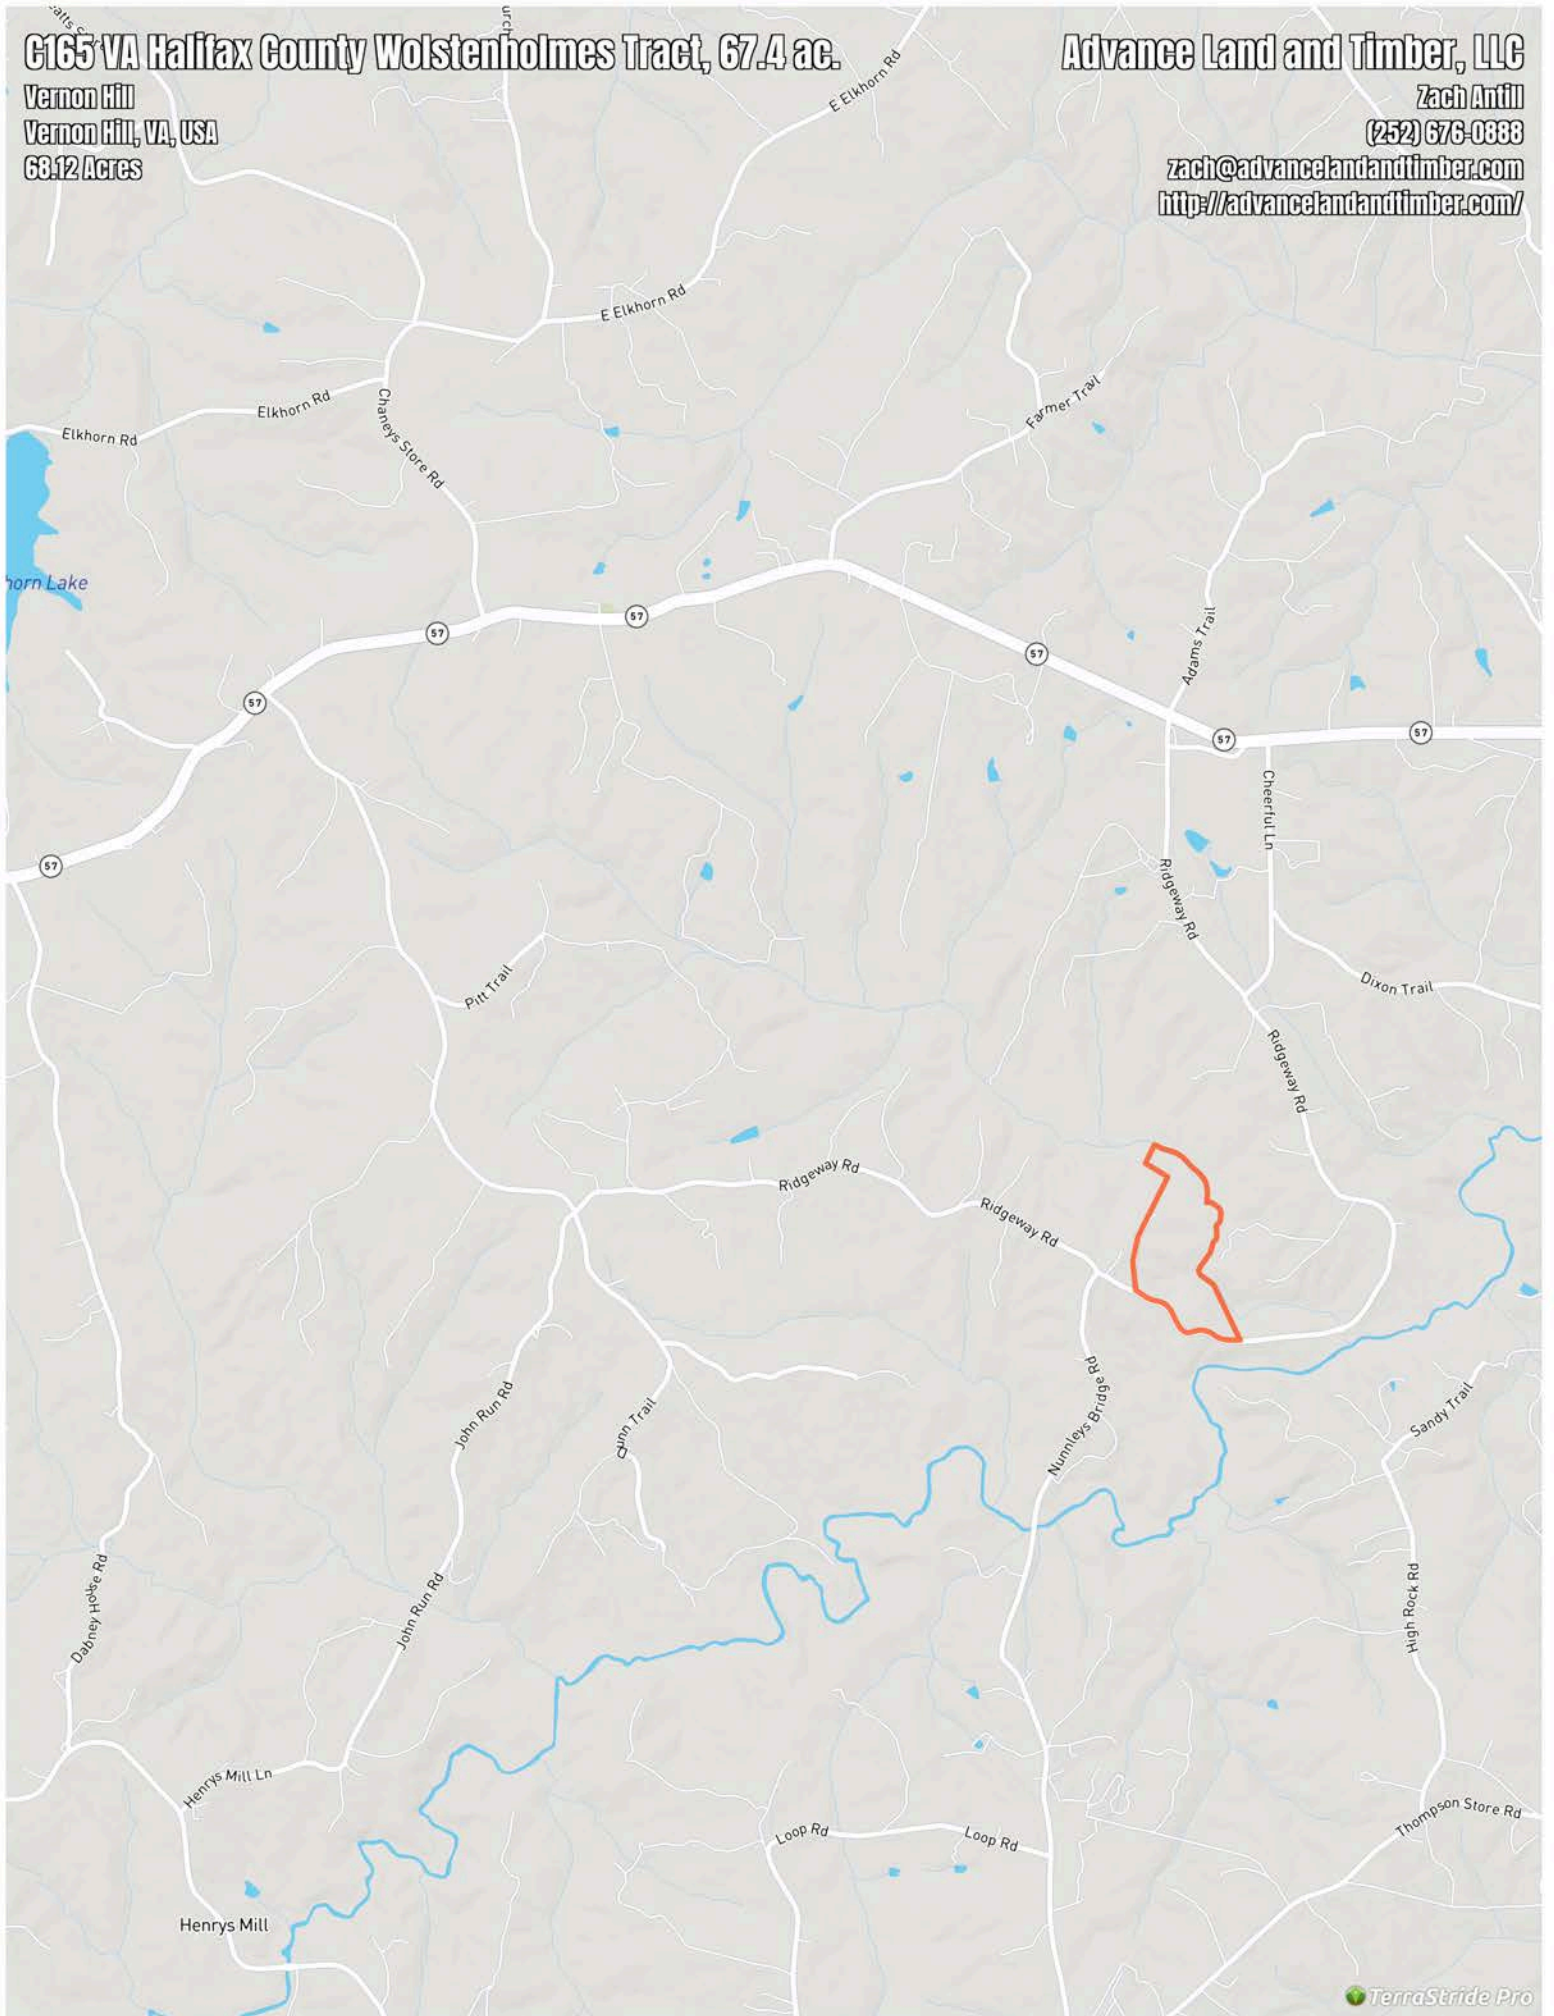 C165 VA Halifax County Wolstenholmes Tract, 67.4 ac.
Vernon Hill
Vernon Hill, VA, USA
68.12 Acres
Advance Land and Timber, LLC
Zach Antill
(252) 676-0888
zach@advancelandandtimber.com
http://advancelandandtimber.com/
E Elkhorn Rd
E Elkhorn Rd
Elkhorn Rd
Elkhorn Rd
Chaneys Store Rd
Farmer Trail
horn Lake
57
57
57
57
57
57
57
Adams Trail
Cheerful Ln
Ridgeway Rd
Pitt Trail
Dixon Trail
Ridgeway Rd
Ridgeway Rd
Ridgeway Rd
Nunnleys Bridge Rd
John Run Rd
Dunn Trail
Sandy Trail
Dabney House Rd
John Run Rd
High Rock Rd
Henrys Mill Ln
Loop Rd
Loop Rd
Thompson Store Rd
Henrys Mill
TerraStride Pro